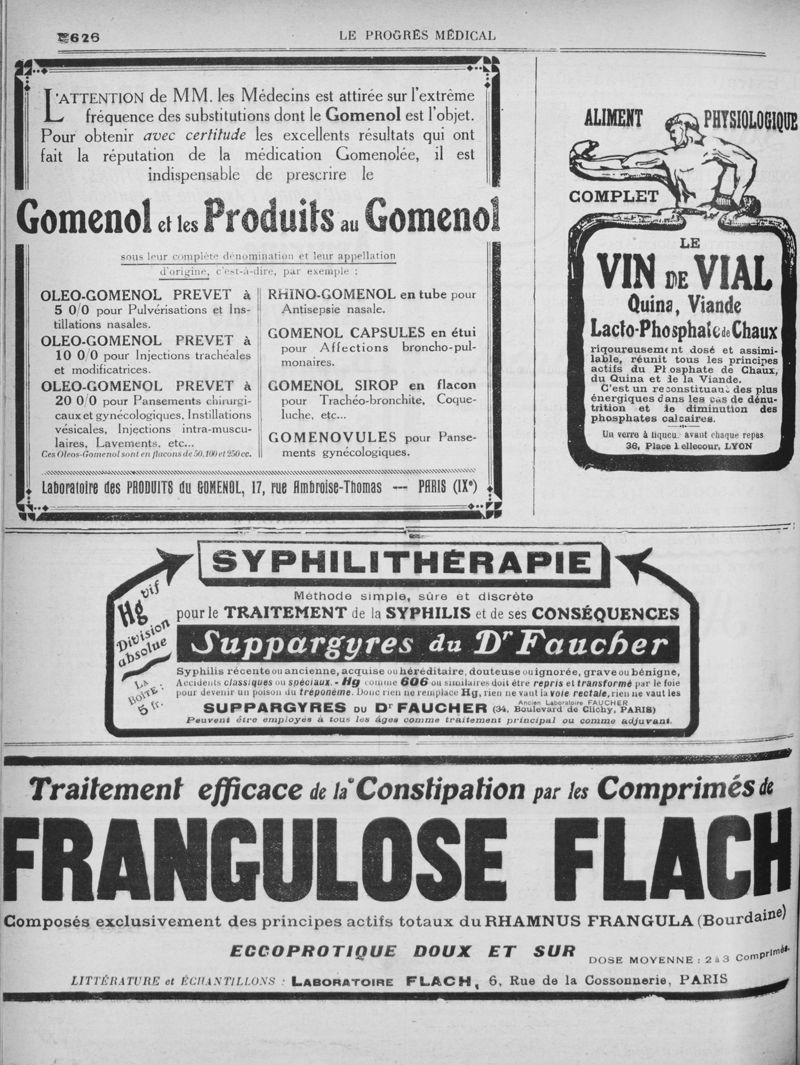 626
LE PROGRÈS MÉDICAL
L'ATTENTION de MM. les Médecins est attirée sur l'extrême
fréquence des substitutions dont le Gomenol est l'objet.
Pour obtenir avec certitude les excellents résultats qui ont
fait la réputation de la médication Gomenolée, il est
indispensable de prescrire le
Gomenol et les Produits au Gomenol
sous leur complète dénomination et leur appellation
d'origine, c'est-à-dire, par exemple :
OLEO-GOMENOL PREVET à
5 0/0 pour Pulvérisations et Ins-
tillations nasales.
OLEO-GOMENOL PREVET à
10 0/0 pour Injections trachéales
et modificatrices.
OLEO-GOMENOL PREVET à
20 0/0 pour Pansements chirurgi-
caux et gynécologiques, Instillations
vésicales, Injections intra-muscu-
laires, Lavements, etc...
Ces Oleos-Gomenol sont en flacons de 50, 100 et 250 cc.
RHINO-GOMENOL en tube pour
Antisepsie nasale.
GOMENOL CAPSULES en étui
pour Affections broncho-pul-
monaires.
GOMENOL SIROP en flacon
pour Trachéo-bronchite, Coque-
luche, etc...
GOMENOVULES pour Panse-
ments gynécologiques.
Laboratoire des PRODUITS du GOMENOL, 17, rue Ambroise-Thomas — PARIS (IXe)
ALIMENT PHYSIOLOGIQUE
COMPLET
LE
VIN DE VIAL
Quina, Viande
Lacto-Phosphate de Chaux
rigoureusement dosé et assimi-
lable, réunit tous les principes
actifs du Phosphate de Chaux,
du Quina et de la Viande.
C'est un reconstituant des plus
énergiques dans les cas de dénu-
trition et de diminution des
phosphates calcaires.
Un verre à liqueur avant chaque repas
36, Place Bellecour, LYON
SYPHILITHÉRAPIE
Hg vif
Division
absolue
LA
BOITE :
5 fr.
Méthode simple, sûre et discrète
pour le TRAITEMENT de la SYPHILIS et de ses CONSÉQUENCES
Suppargyres du Dr Faucher
Syphilis récente ou ancienne, acquise ou héréditaire, douteuse ou ignorée, grave ou bénigne,
Accidents classiques ou spéciaux. - Hg comme 606 ou similaires doit être repris et transformé par le foie
pour devenir un poison du tréponème. Donc rien ne remplace Hg, rien ne vaut la voie rectale, rien ne vaut les
SUPPARGYRES DU Dr FAUCHER
Ancien Laboratoire FAUCHER
(34, Boulevard de Clichy, PARIS)
Peuvent être employés à tous les âges comme traitement principal ou comme adjuvant.
Traitement efficace de la Constipation par les Comprimés de
FRANGULOSE FLACH
Composés exclusivement des principes actifs totaux du RHAMNUS FRANGULA (Bourdaine)
ECCOPROTIQUE DOUX ET SUR
DOSE MOYENNE : 2 à 3 Comprimés.
LITTÉRATURE et ÉCHANTILLONS : LABORATOIRE FLACH, 6, Rue de la Cossonnerie, PARIS